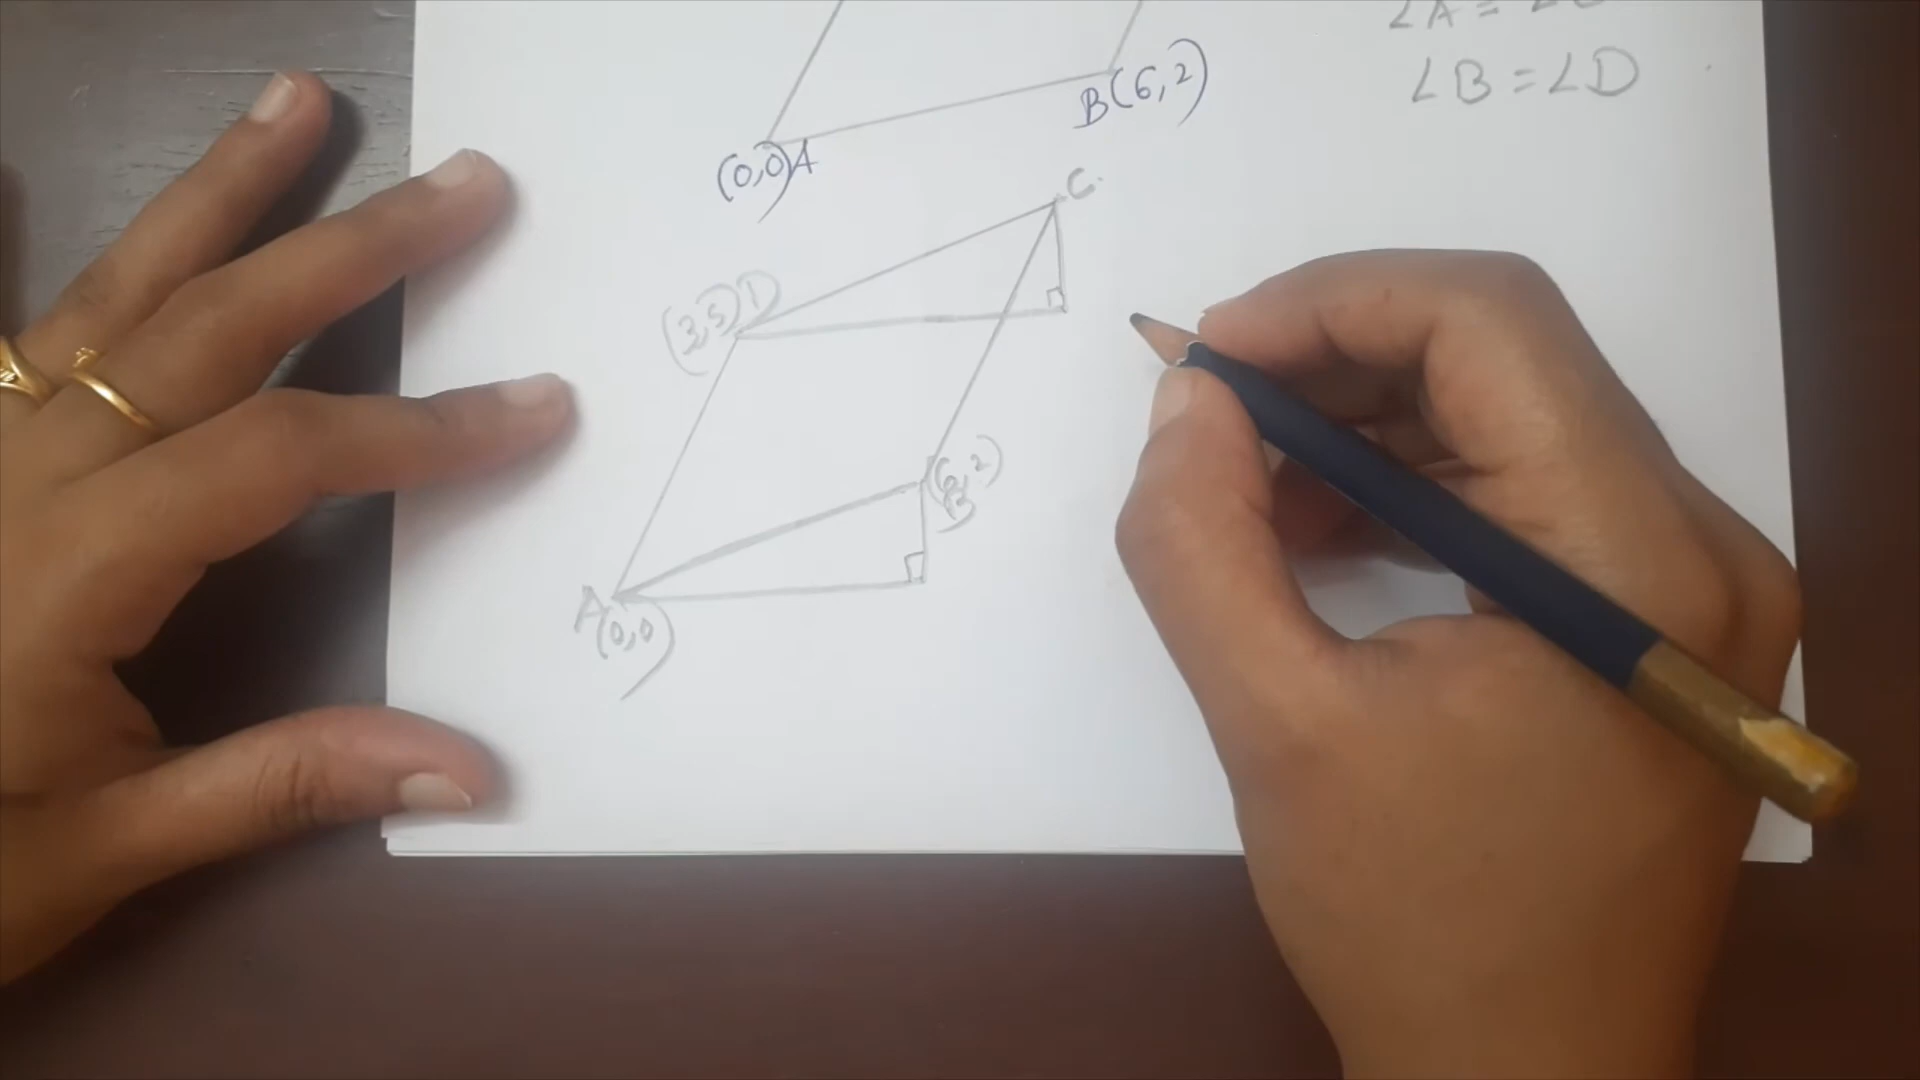 ∠A = ∠C
∠B = ∠D
B(6,2)
(0,0)A
C
(3,5)D
(6,2)
B
A
(0,0)